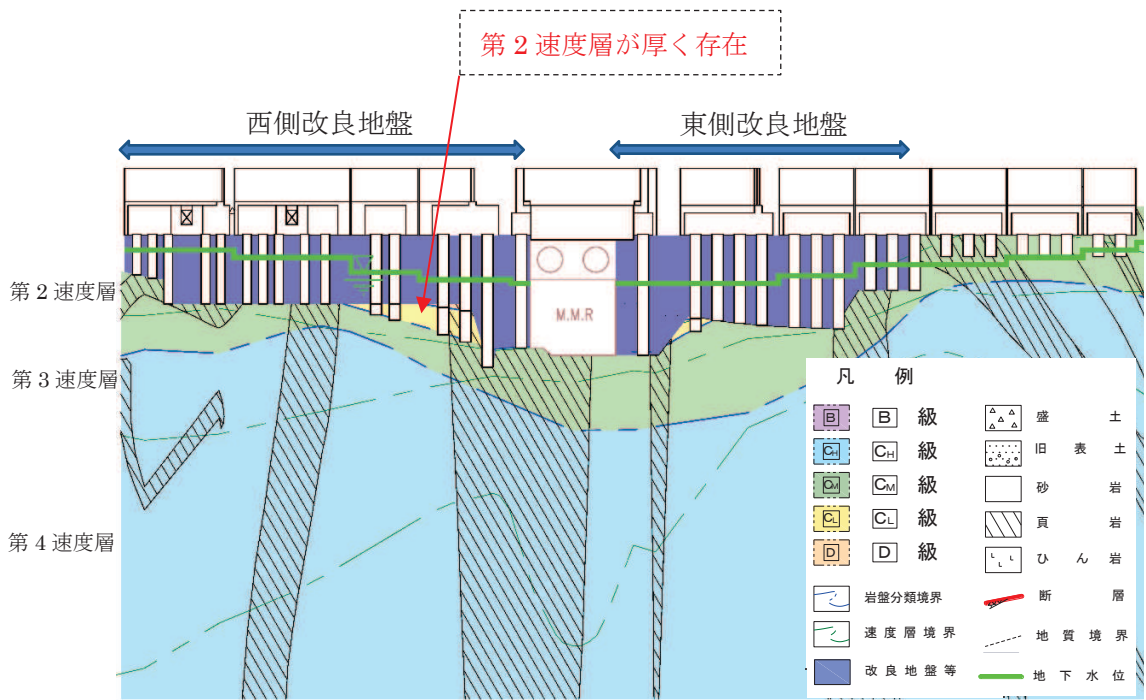 第2速度層が厚く存在
西側改良地盤
東側改良地盤
M.M.R
第2速度層
第3速度層
第4速度層
凡 例
B B 級
CH CH 級
CM CM 級
CL CL 級
D D 級
岩盤分類境界
速度層境界
改良地盤等
盛 土
旧表土
砂 岩
頁 岩
ひん岩
断 層
地質境界
地下水位